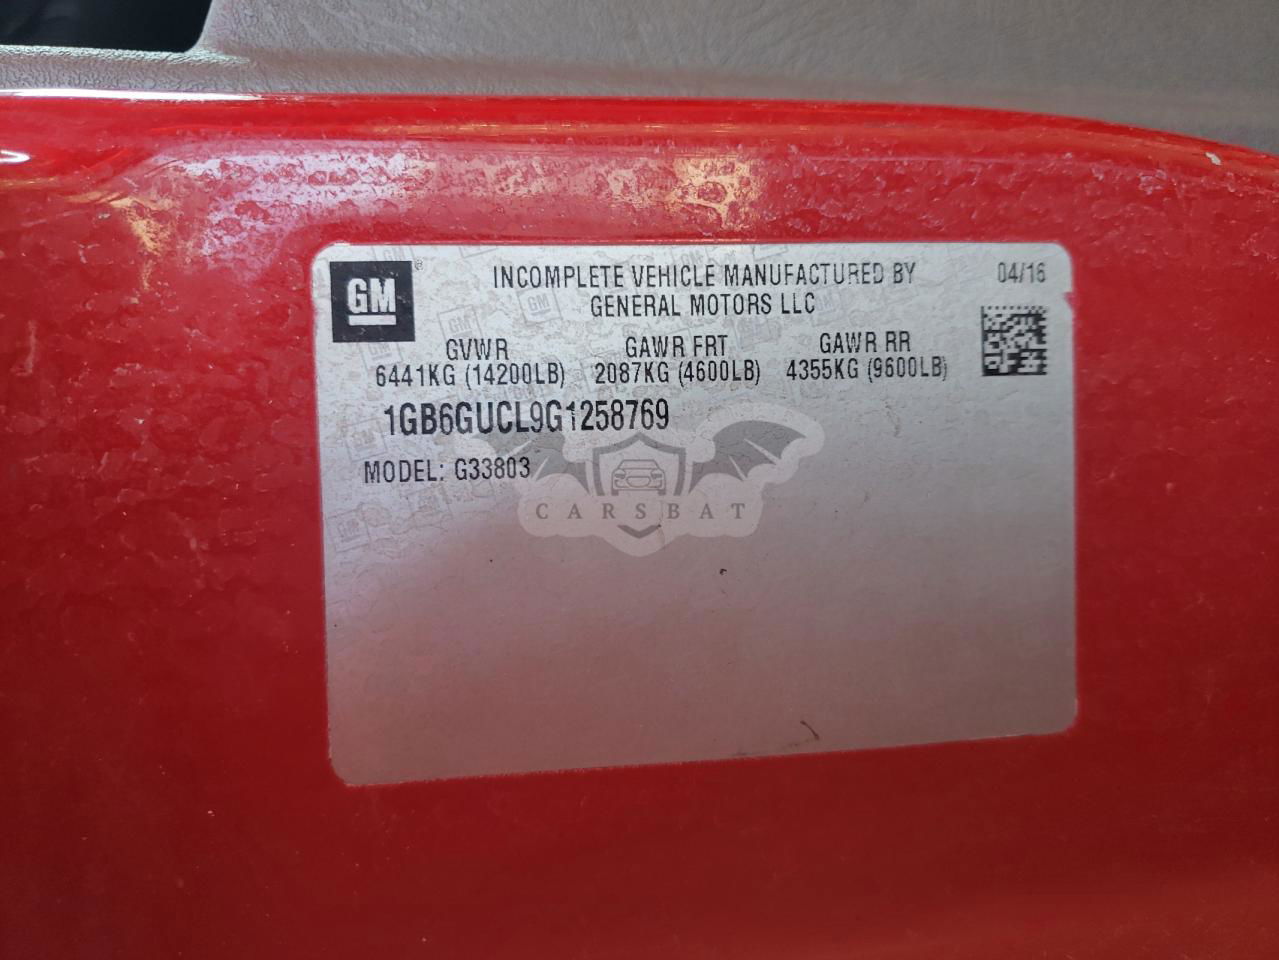 GM
INCOMPLETE VEHICLE MANUFACTURED BY
GENERAL MOTORS LLC
04/16
GVWR GAWR FRT GAWR RR
6441KG (14200LB) 2087KG (4600LB) 4355KG (9600LB)
1GB6GUCL9G1258769
MODEL: G33803
CARSBAT